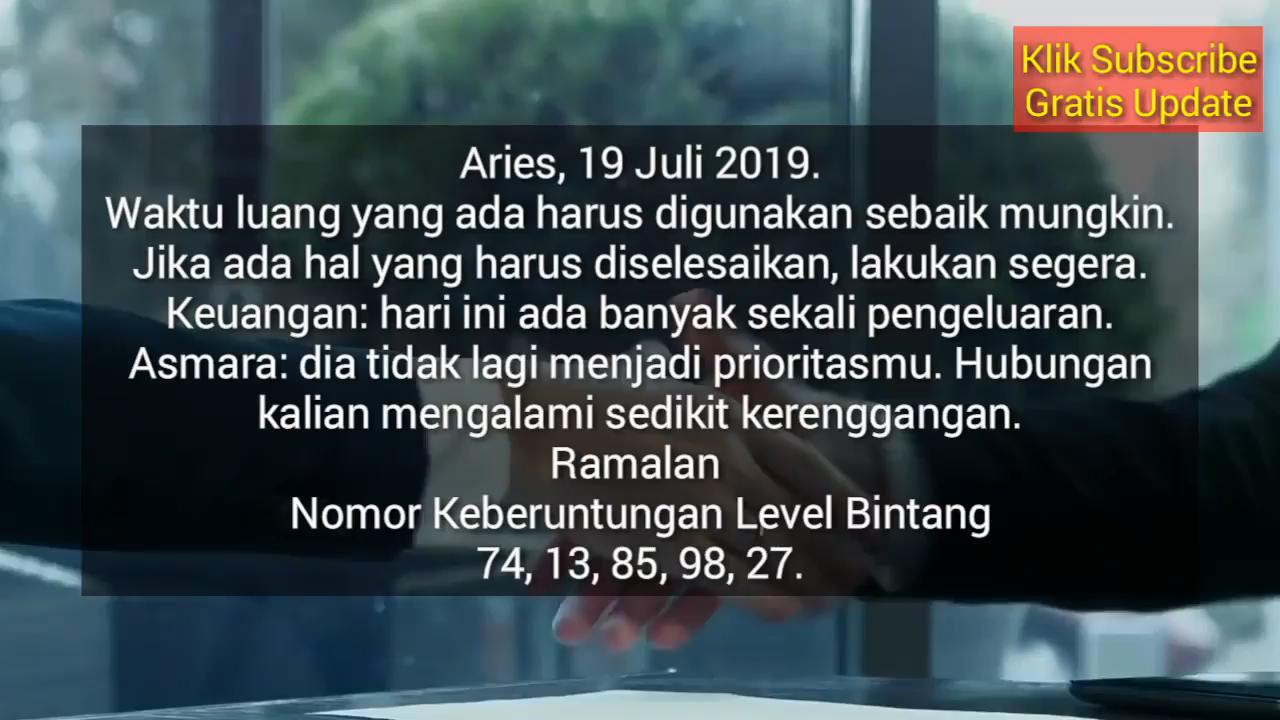 Klik Subscribe
Gratis Update
Aries, 19 Juli 2019.
Waktu luang yang ada harus digunakan sebaik mungkin.
Jika ada hal yang harus diselesaikan, lakukan segera.
Keuangan: hari ini ada banyak sekali pengeluaran.
Asmara: dia tidak lagi menjadi prioritasmu. Hubungan
kalian mengalami sedikit kerenggangan.
Ramalan
Nomor Keberuntungan Level Bintang
74, 13, 85, 98, 27.